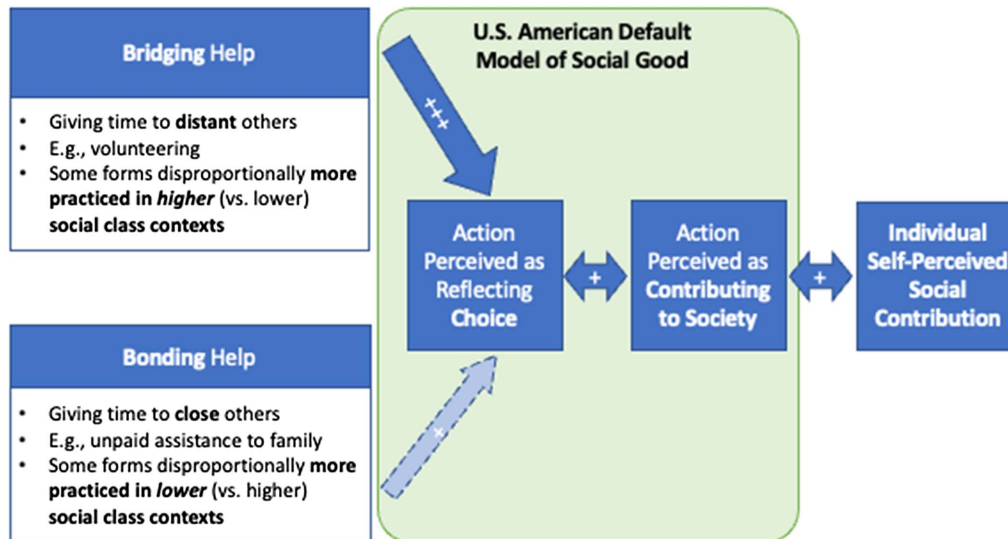 Bridging Help
• Giving time to distant others
• E.g., volunteering
• Some forms disproportionally more
practiced in higher (vs. lower)
social class contexts
Bonding Help
• Giving time to close others
• E.g., unpaid assistance to family
• Some forms disproportionally more
practiced in lower (vs. higher)
social class contexts
U.S. American Default
Model of Social Good
+++
+
Action
Perceived as
Reflecting
Choice
+
Action
Perceived as
Contributing
to Society
+
Individual
Self-Perceived
Social
Contribution